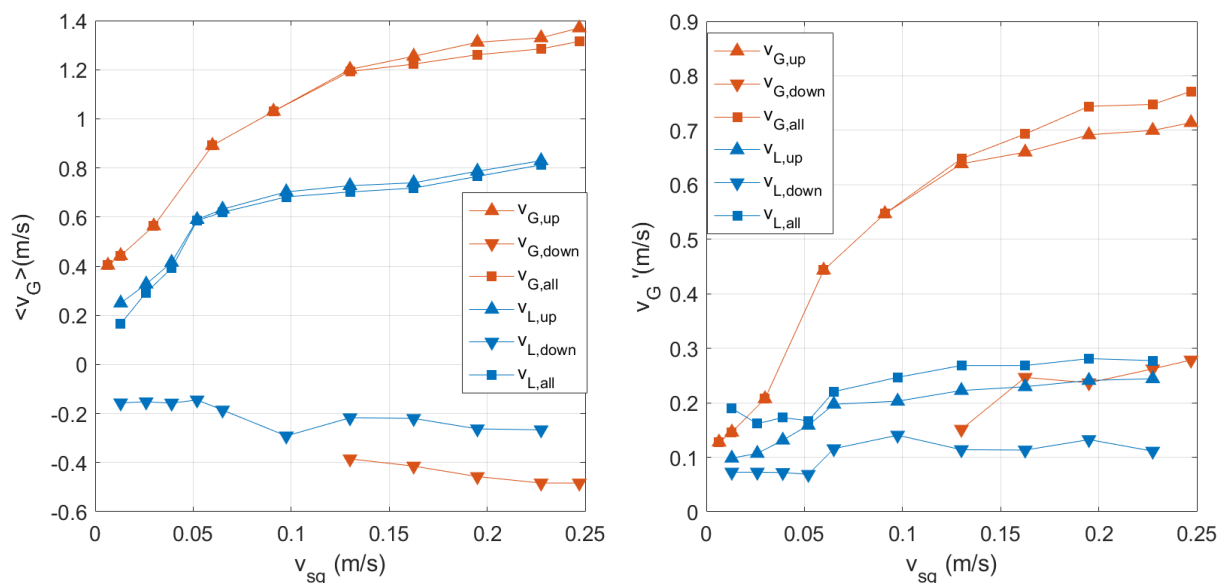 1.4
1.2
1
0.8
0.6
0.4
0.2
0
-0.2
-0.4
-0.6
<v_G>(m/s)
0
0.05
0.1
0.15
0.2
0.25
v_sg (m/s)
v_G,up
v_G,down
v_G,all
v_L,up
v_L,down
v_L,all
0.9
0.8
0.7
0.6
0.5
0.4
0.3
0.2
0.1
0
v_G'(m/s)
0
0.05
0.1
0.15
0.2
0.25
v_sg (m/s)
v_G,up
v_G,down
v_G,all
v_L,up
v_L,down
v_L,all